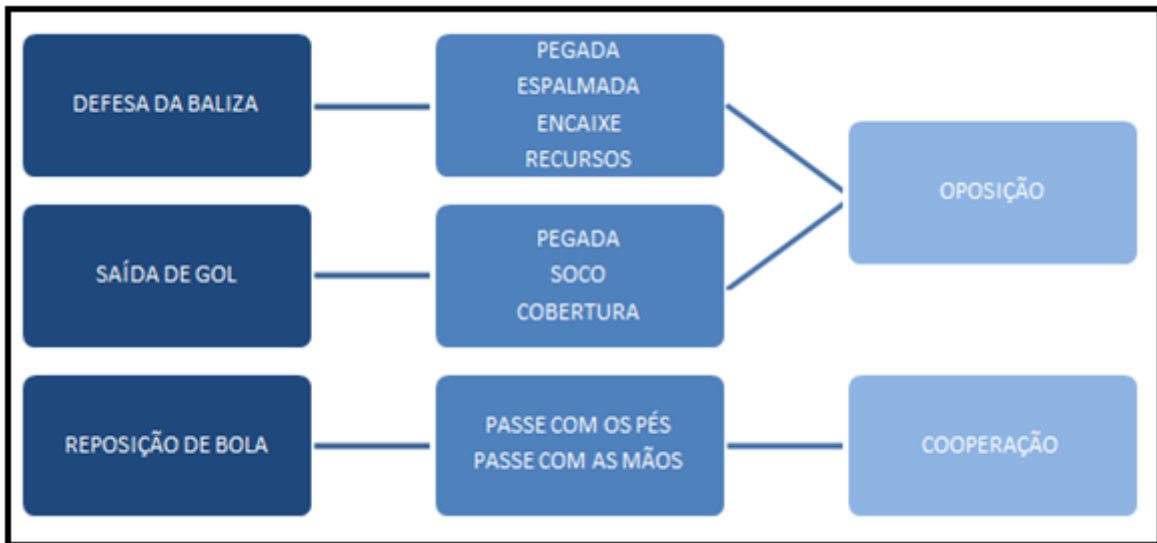 DEFESA DA BALIZA
PEGADA
ESPALMADA
ENCAIXE
RECURSOS
OPOSIÇÃO
SAÍDA DE GOL
PEGADA
SOCO
COBERTURA
REPOSIÇÃO DE BOLA
PASSE COM OS PÉS
PASSE COM AS MÃOS
COOPERAÇÃO